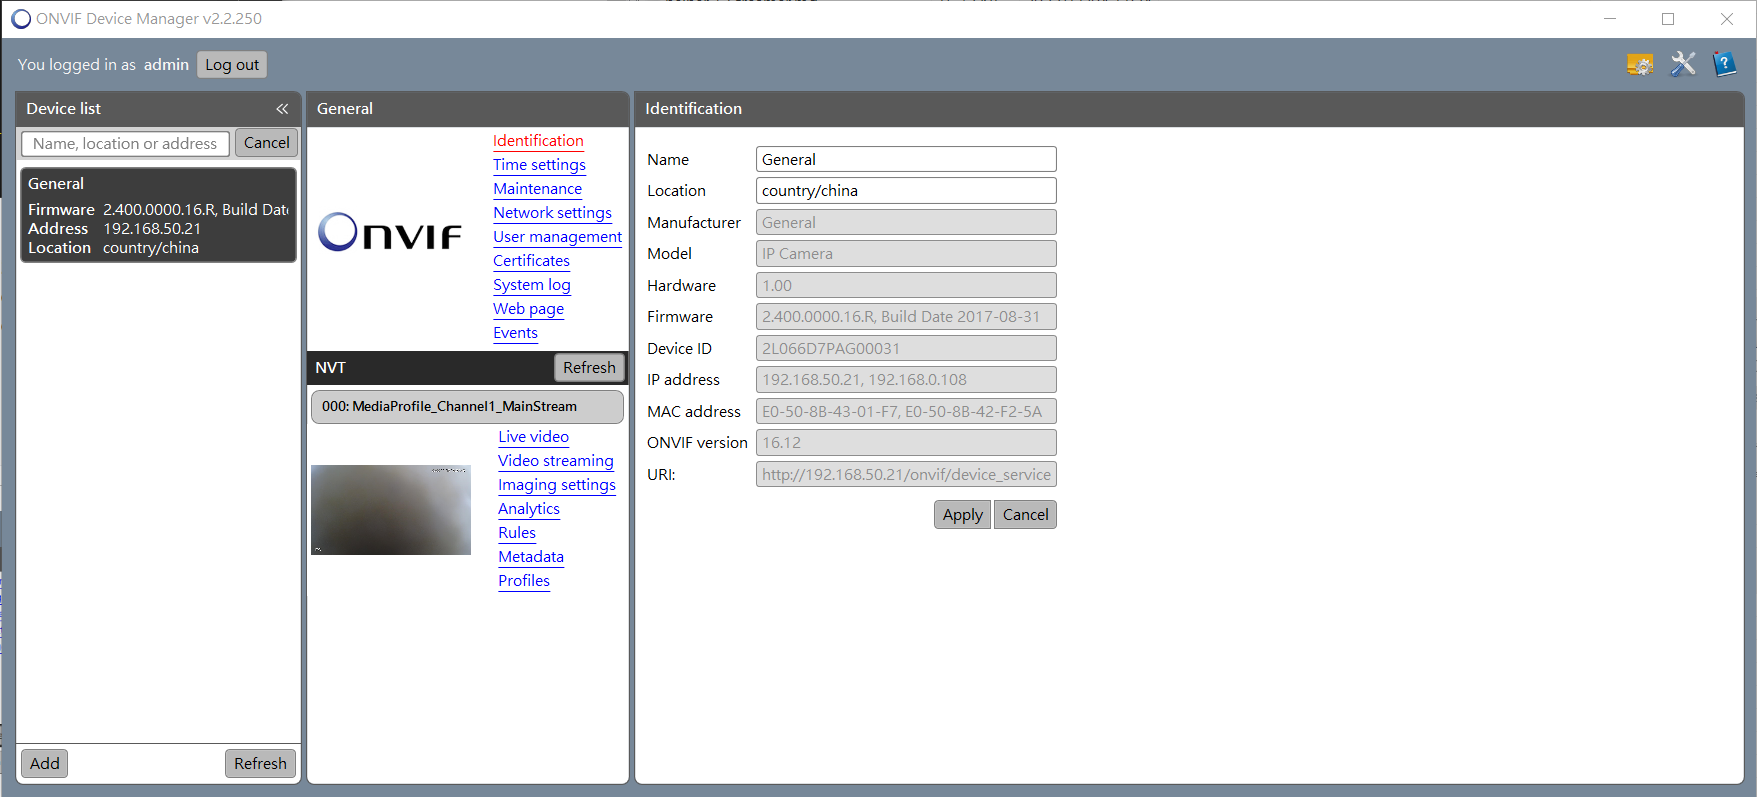 ONVIF Device Manager v2.2.250
You logged in as admin Log out
Device list «
Name, location or address Cancel
General
Firmware 2.400.0000.16.R, Build
Address 192.168.50.21
Location country/china
Add Refresh
General
ONVIF
Identification
Time settings
Maintenance
Network settings
User management
Certificates
System log
Web page
Events
NVT Refresh
000: MediaProfile_Channel1_MainStream
Live video
Video streaming
Imaging settings
Analytics
Rules
Metadata
Profiles
Identification
Name General
Location country/china
Manufacturer General
Model IP Camera
Hardware 1.00
Firmware 2.400.0000.16.R, Build Date 2017-08-31
Device ID 2L066D7PAG00031
IP address 192.168.50.21, 192.168.0.108
MAC address E0-50-8B-43-01-F7, E0-50-8B-42-F2-5A
ONVIF version 16.12
URI: http://192.168.50.21/onvif/device_service
Apply Cancel